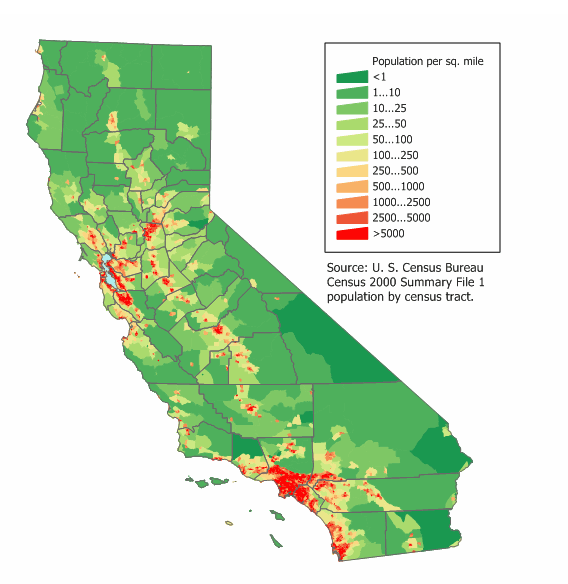 Population per sq. mile
<1
1...10
10...25
25...50
50...100
100...250
250...500
500...1000
1000...2500
2500...5000
>5000
Source: U. S. Census Bureau
Census 2000 Summary File 1
population by census tract.